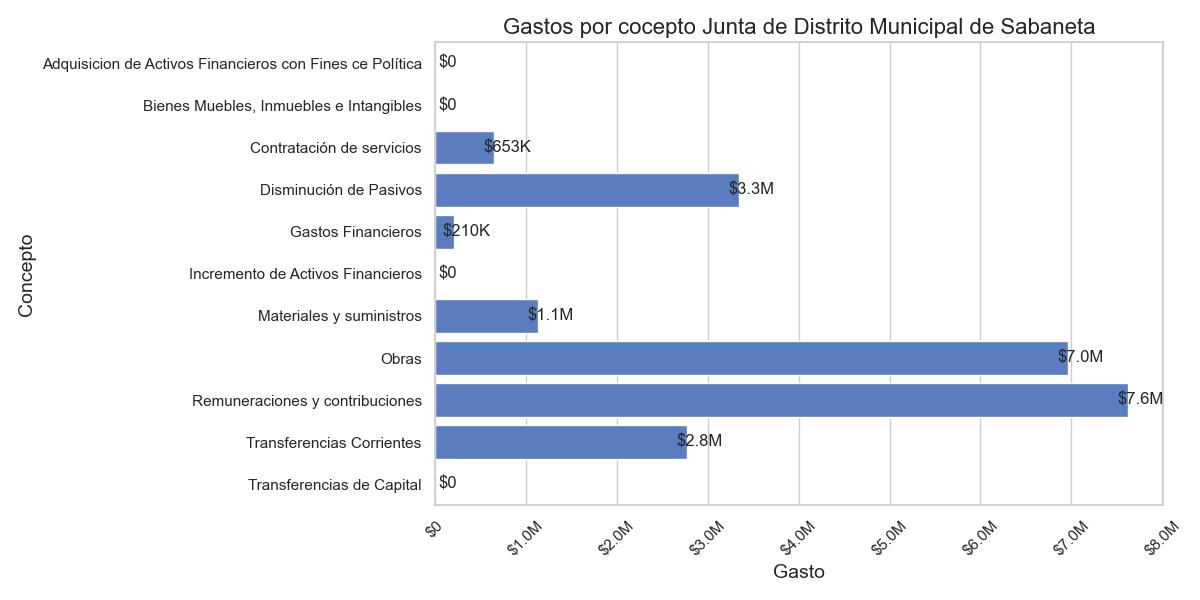 Gastos por cocepto Junta de Distrito Municipal de Sabaneta
Concepto
Adquisicion de Activos Financieros con Fines ce Política $0
Bienes Muebles, Inmuebles e Intangibles $0
Contratación de servicios $653K
Disminución de Pasivos $3.3M
Gastos Financieros $210K
Incremento de Activos Financieros $0
Materiales y suministros $1.1M
Obras $7.0M
Remuneraciones y contribuciones $7.6M
Transferencias Corrientes $2.8M
Transferencias de Capital $0
$0 $1.0M $2.0M $3.0M $4.0M $5.0M $6.0M $7.0M $8.0M
Gasto